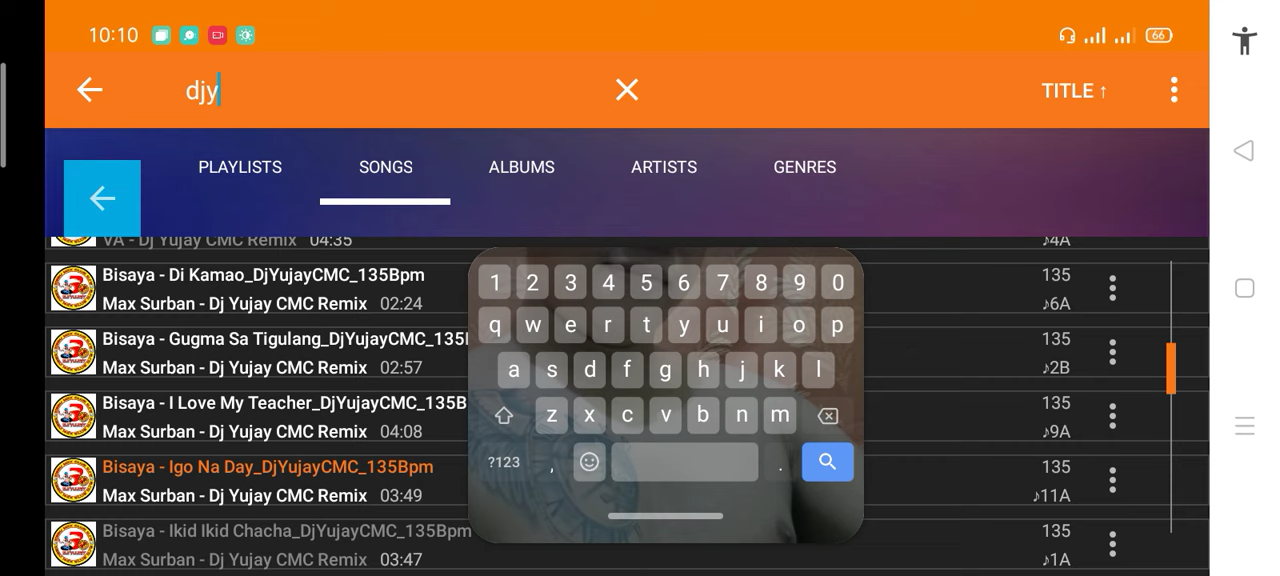 10:10
66
djy
TITLE ↑
PLAYLISTS SONGS ALBUMS ARTISTS GENRES
VA - Dj Yujay CMC Remix 04:35
♪4A
Bisaya - Di Kamao_DjYujayCMC_135Bpm
135
Max Surban - Dj Yujay CMC Remix 02:24
♪6A
Bisaya - Gugma Sa Tigulang_DjYujayCMC_135
135
Max Surban - Dj Yujay CMC Remix 02:57
♪2B
Bisaya - I Love My Teacher_DjYujayCMC_135B
135
Max Surban - Dj Yujay CMC Remix 04:08
♪9A
Bisaya - Igo Na Day_DjYujayCMC_135Bpm
135
Max Surban - Dj Yujay CMC Remix 03:49
♪11A
Bisaya - Ikid Ikid Chacha_DjYujayCMC_135Bpm
135
Max Surban - Dj Yujay CMC Remix 03:47
♪1A
1 2 3 4 5 6 7 8 9 0
q w e r t y u i o p
a s d f g h j k l
z x c v b n m
?123 , .